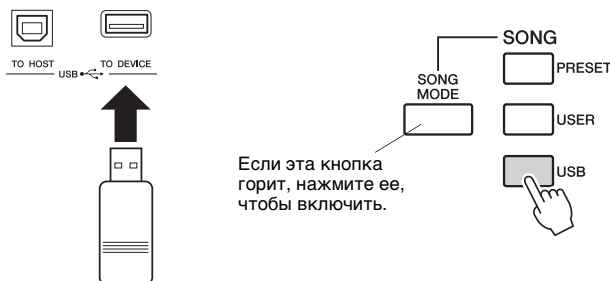 TO HOST
USB
TO DEVICE
SONG
SONG
MODE
PRESET
USER
USB
Если эта кнопка
горит, нажмите ее,
чтобы включить.